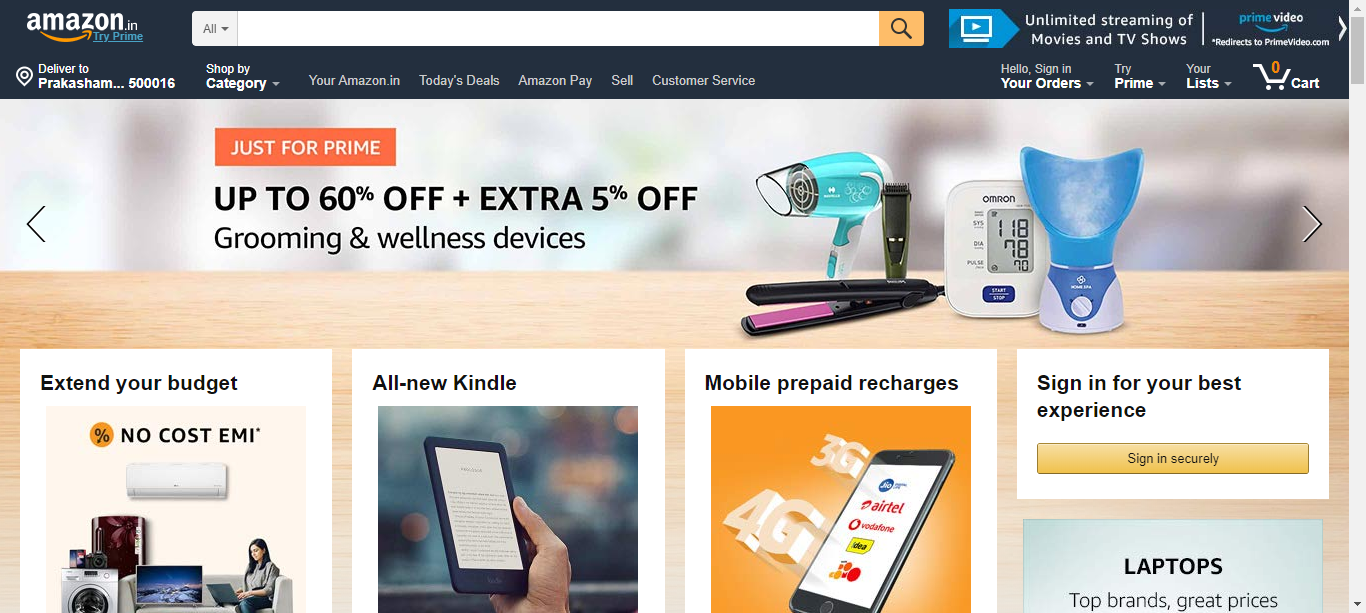 amazon.in
Try Prime
All
Unlimited streaming of
Movies and TV Shows
prime video
*Redirects to PrimeVideo.com
Deliver to
Prakasham... 500016
Shop by
Category
Your Amazon.in
Today's Deals
Amazon Pay
Sell
Customer Service
Hello, Sign in
Your Orders
Try
Prime
Your
Lists
0
Cart
JUST FOR PRIME
UP TO 60% OFF + EXTRA 5% OFF
Grooming & wellness devices
OMRON
SYS
118
DIA
78
PULSE
70
START
STOP
HOME SPA
Extend your budget
% NO COST EMI*
All-new Kindle
kindle
Mobile prepaid recharges
3G
4G
Jio
airtel
vodafone
idea
Sign in for your best
experience
Sign in securely
LAPTOPS
Top brands, great prices